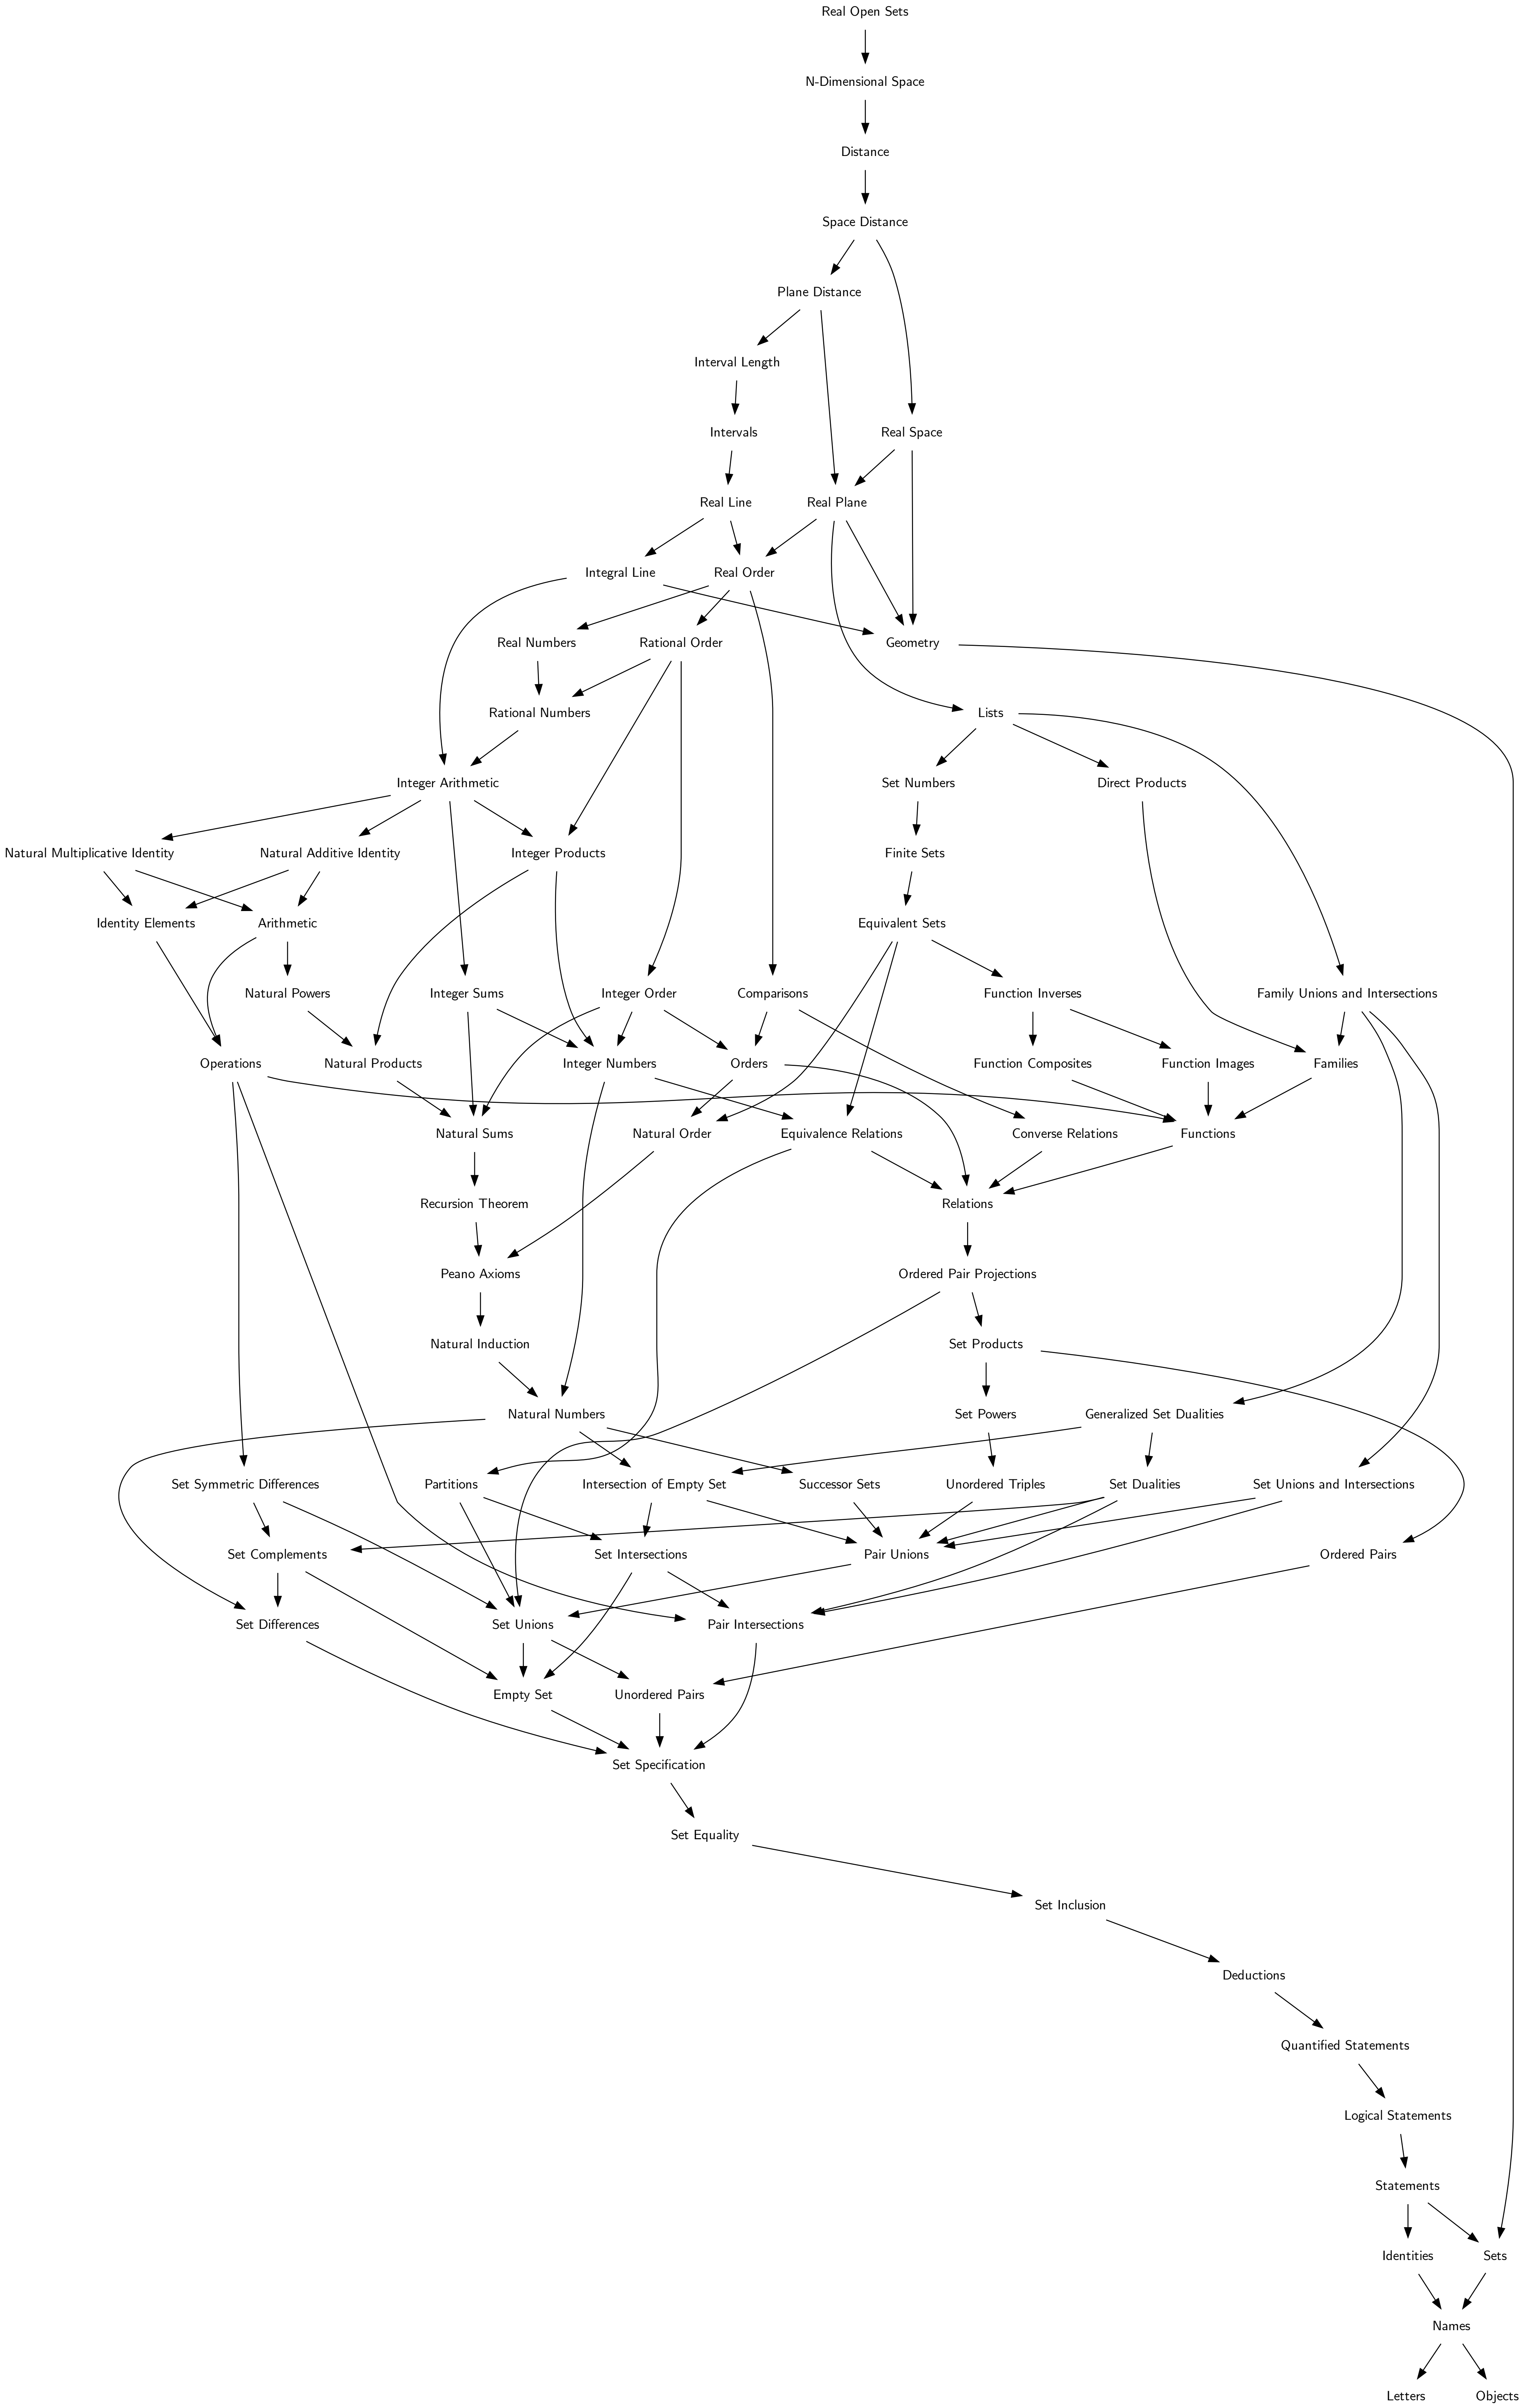 Real Open Sets
N-Dimensional Space
Distance
Space Distance
Plane Distance
Interval Length
Intervals
Real Space
Real Line
Real Plane
Integral Line
Real Order
Real Numbers
Rational Order
Geometry
Rational Numbers
Lists
Integer Arithmetic
Set Numbers
Direct Products
Natural Multiplicative Identity
Natural Additive Identity
Integer Products
Finite Sets
Identity Elements
Arithmetic
Equivalent Sets
Natural Powers
Integer Sums
Integer Order
Comparisons
Function Inverses
Family Unions and Intersections
Operations
Natural Products
Integer Numbers
Orders
Function Composites
Function Images
Families
Natural Sums
Natural Order
Equivalence Relations
Converse Relations
Functions
Recursion Theorem
Relations
Peano Axioms
Ordered Pair Projections
Natural Induction
Set Products
Natural Numbers
Set Powers
Generalized Set Dualities
Set Symmetric Differences
Partitions
Intersection of Empty Set
Successor Sets
Unordered Triples
Set Dualities
Set Unions and Intersections
Set Complements
Set Intersections
Pair Unions
Ordered Pairs
Set Differences
Set Unions
Pair Intersections
Empty Set
Unordered Pairs
Set Specification
Set Equality
Set Inclusion
Deductions
Quantified Statements
Logical Statements
Statements
Identities
Sets
Names
Letters
Objects